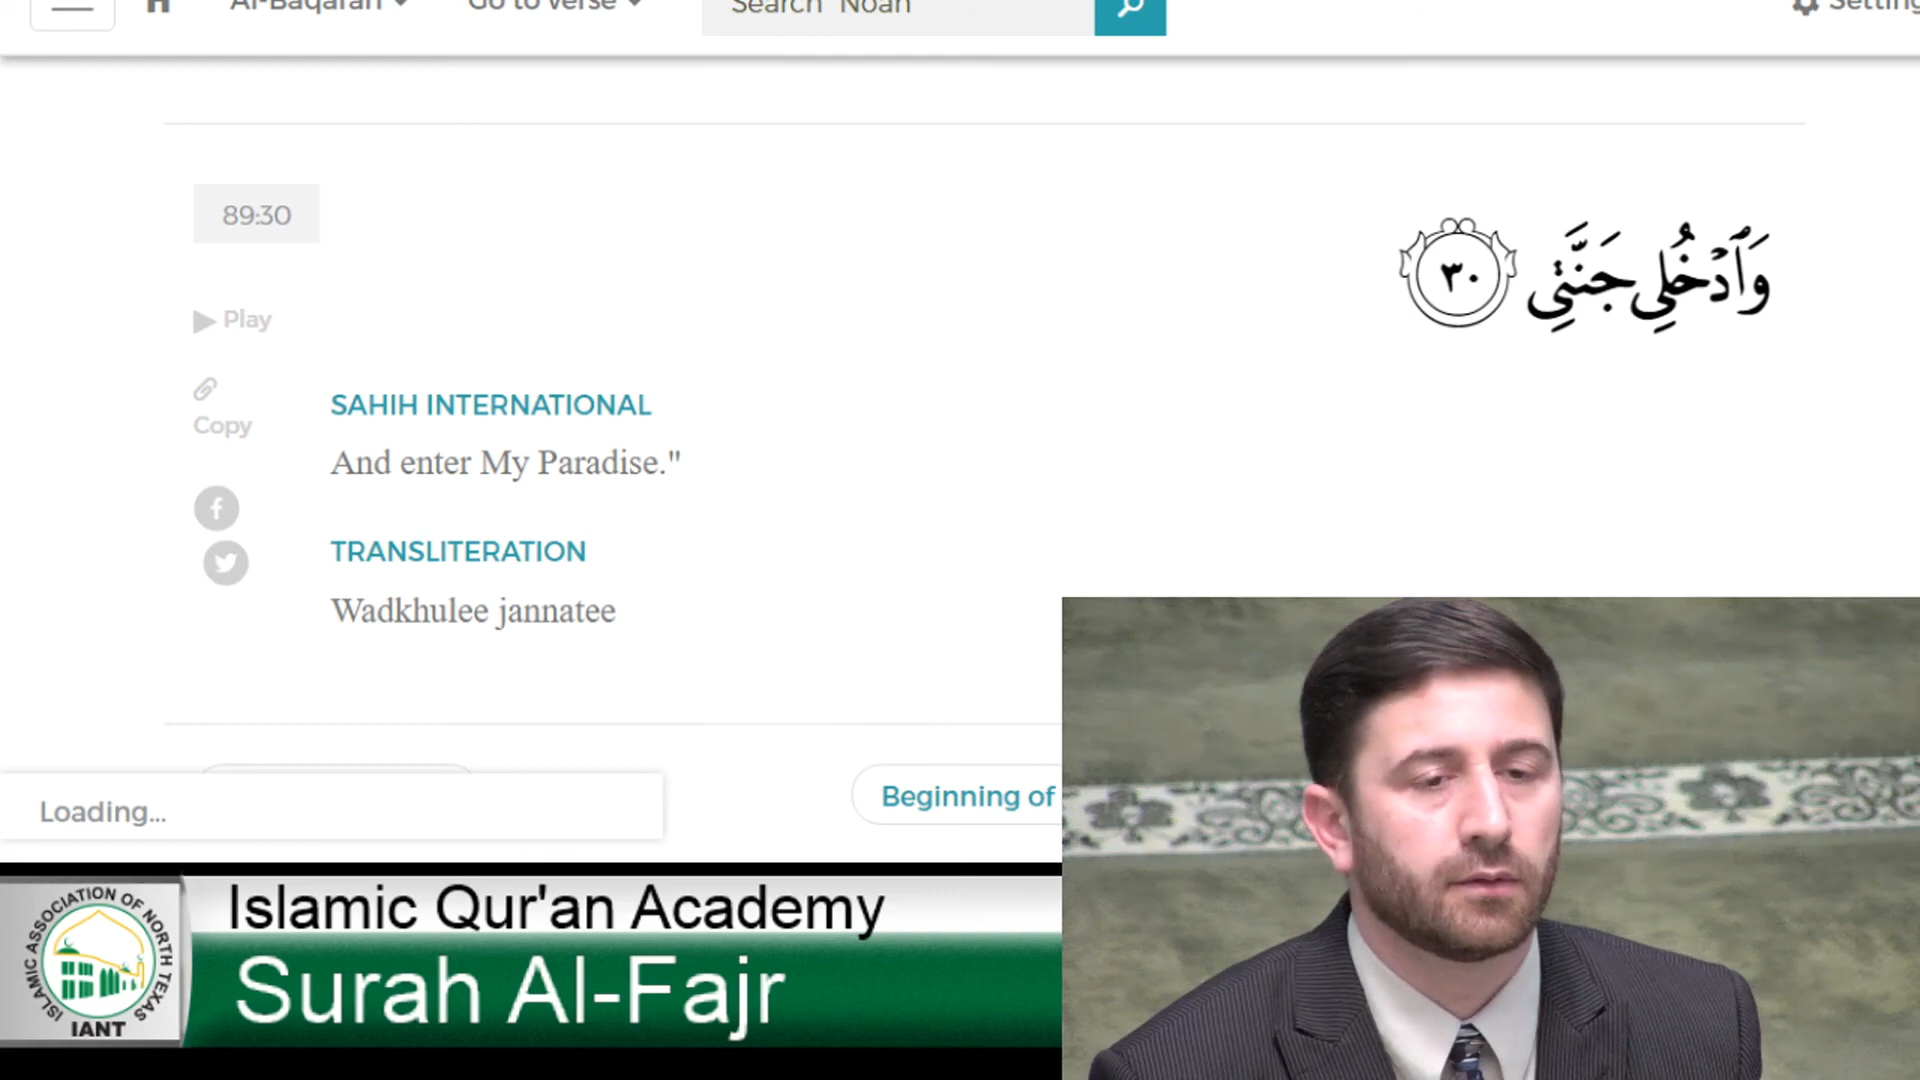 Al-Baqarah
Go to verse
Search "Noah"
Settings
89:30
وَٱدْخُلِى جَنَّتِى ٣٠
Play
Copy
SAHIH INTERNATIONAL
And enter My Paradise."
TRANSLITERATION
Wadkhulee jannatee
Beginning of
Loading...
Islamic Qur'an Academy
Surah Al-Fajr
ISLAMIC ASSOCIATION OF NORTH TEXAS
IANT